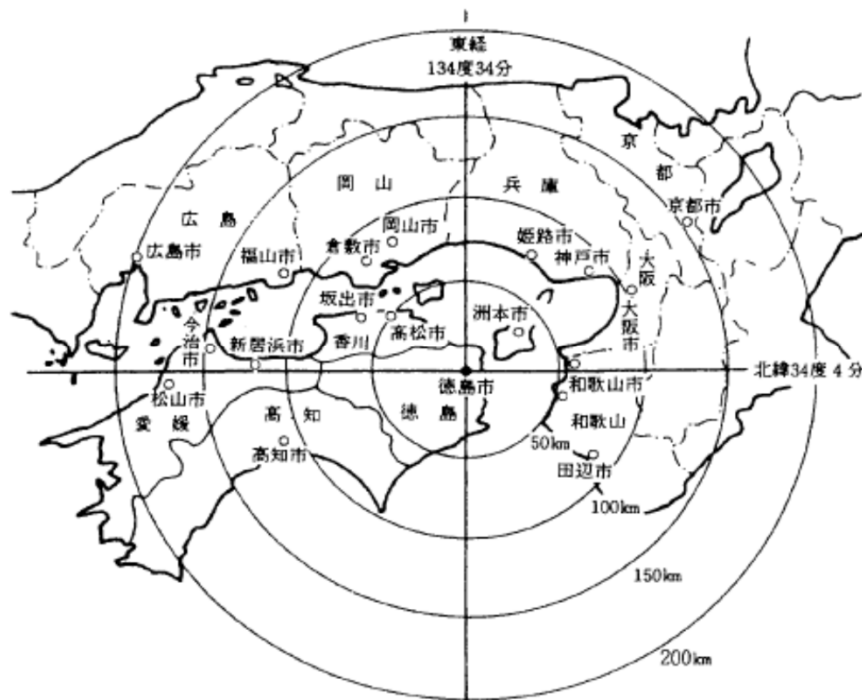 東経
134度34分
京
都
岡山
兵庫
京都市
広島
岡山市
広島市
倉敷市
姫路市
福山市
神戸市
大阪
坂出市
大阪市
洲本市
高松市
今治市
新居浜市
香川
北緯34度4分
徳島市
和歌山市
松山市
愛媛
高知
徳島
和歌山
50km
高知市
田辺市
100km
150km
200km